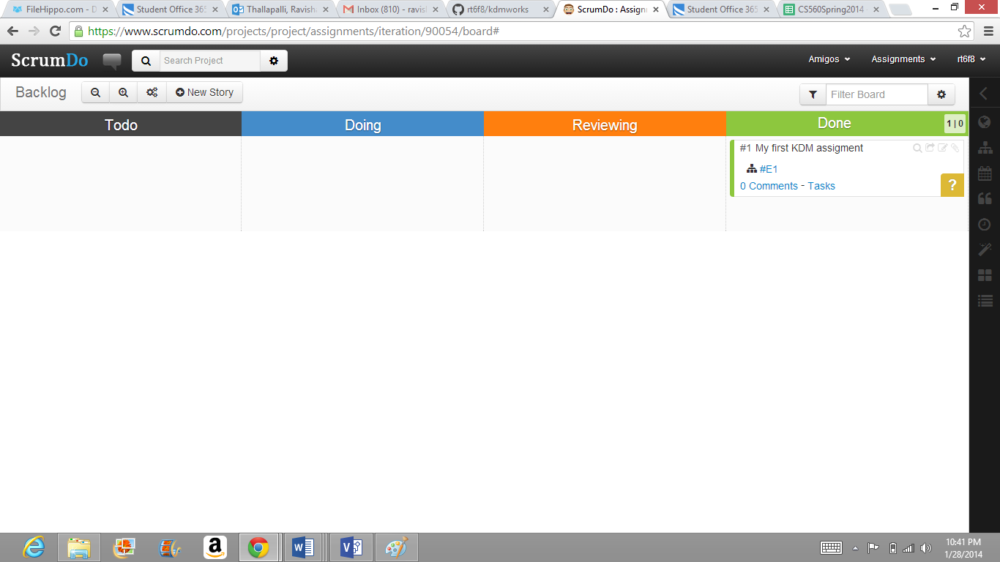 FileHippo.com - D
Student Office 365
Thallapalli, Ravish
Inbox (810) - ravis
rt6f8/kdmworks
ScrumDo : Assign
Student Office 365
CS560Spring2014
https://www.scrumdo.com/projects/project/assignments/iteration/90054/board#
ScrumDo
Search Project
Amigos
Assignments
rt6f8
Backlog
New Story
Filter Board
Todo
Doing
Reviewing
Done
1 | 0
#1 My first KDM assigment
#E1
0 Comments - Tasks
?
10:41 PM
1/28/2014